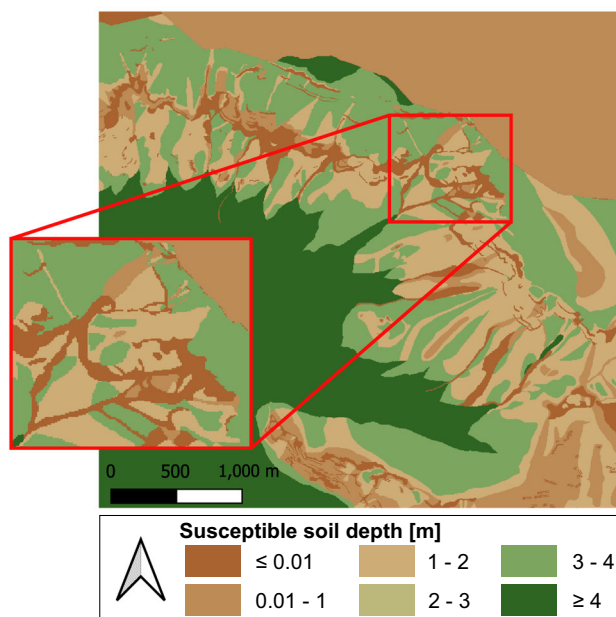 0 500 1,000 m
Susceptible soil depth [m]
≤ 0.01 1 - 2 3 - 4
0.01 - 1 2 - 3 ≥ 4